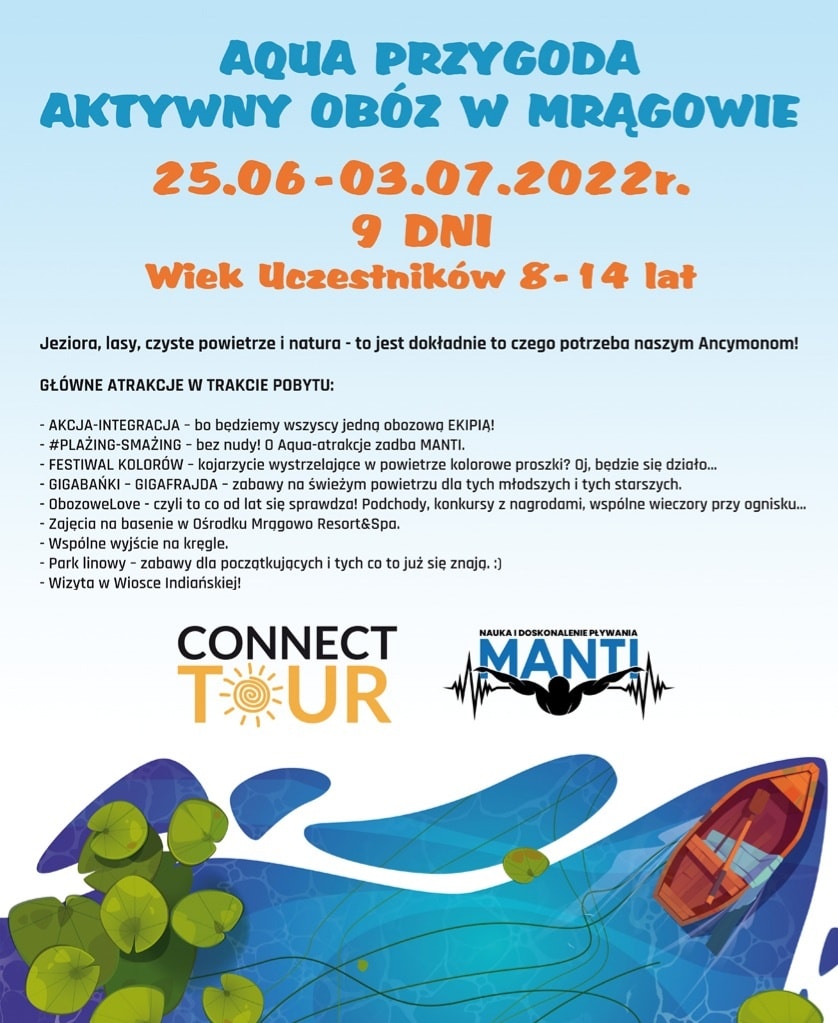 AQUA PRZYGODA
AKTYWNY OBÓZ W MRĄGOWIE
25.06-03.07.2022r.
9 DNI
Wiek Uczestników 8-14 lat
Jeziora, lasy, czyste powietrze i natura - to jest dokładnie to czego potrzeba naszym Ancymonom!
GŁÓWNE ATRAKCJE W TRAKCIE POBYTU:
- AKCJA-INTEGRACJA – bo będziemy wszyscy jedną obozową EKIPIĄ!
- #PLAŻING-SMAŻING – bez nudy! O Aqua-atrakcje zadba MANTI.
- FESTIWAL KOLORÓW – kojarzycie wystrzelające w powietrze kolorowe proszki? Oj, będzie się działo...
- GIGABAŃKI – GIGAFRAJDA – zabawy na świeżym powietrzu dla tych młodszych i tych starszych.
- ObozoweLove - czyli to co od lat się sprawdza! Podchody, konkursy z nagrodami, wspólne wieczory przy ognisku...
- Zajęcia na basenie w Ośrodku Mrągowo Resort&Spa.
- Wspólne wyjście na kręgle.
- Park linowy – zabawy dla początkujących i tych co to już się znają. :)
- Wizyta w Wiosce Indiańskiej!
CONNECT
TOUR
NAUKA I DOSKONALENIE PŁYWANIA
MANTI